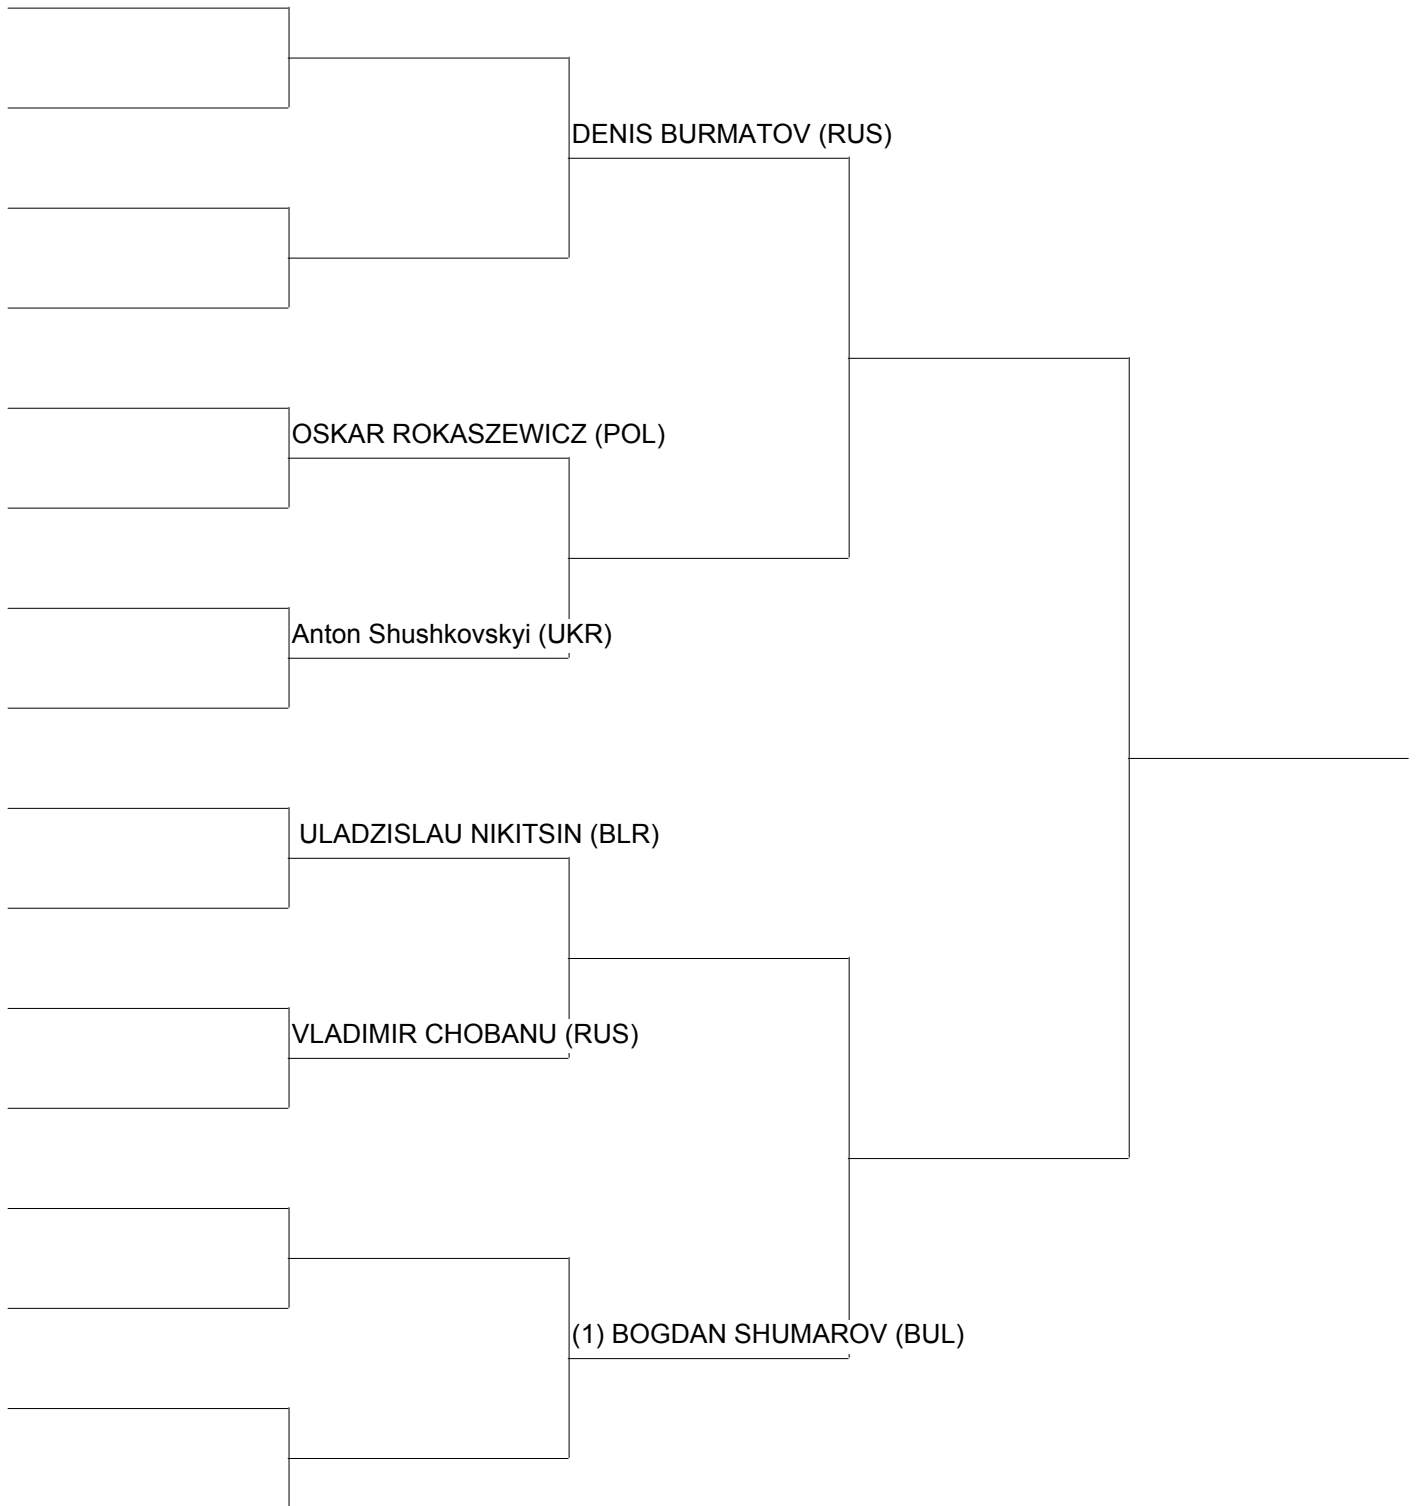 DENIS BURMATOV (RUS)
OSKAR ROKASZEWICZ (POL)
Anton Shushkovskyi (UKR)
ULADZISLAU NIKITSIN (BLR)
VLADIMIR CHOBANU (RUS)
(1) BOGDAN SHUMAROV (BUL)